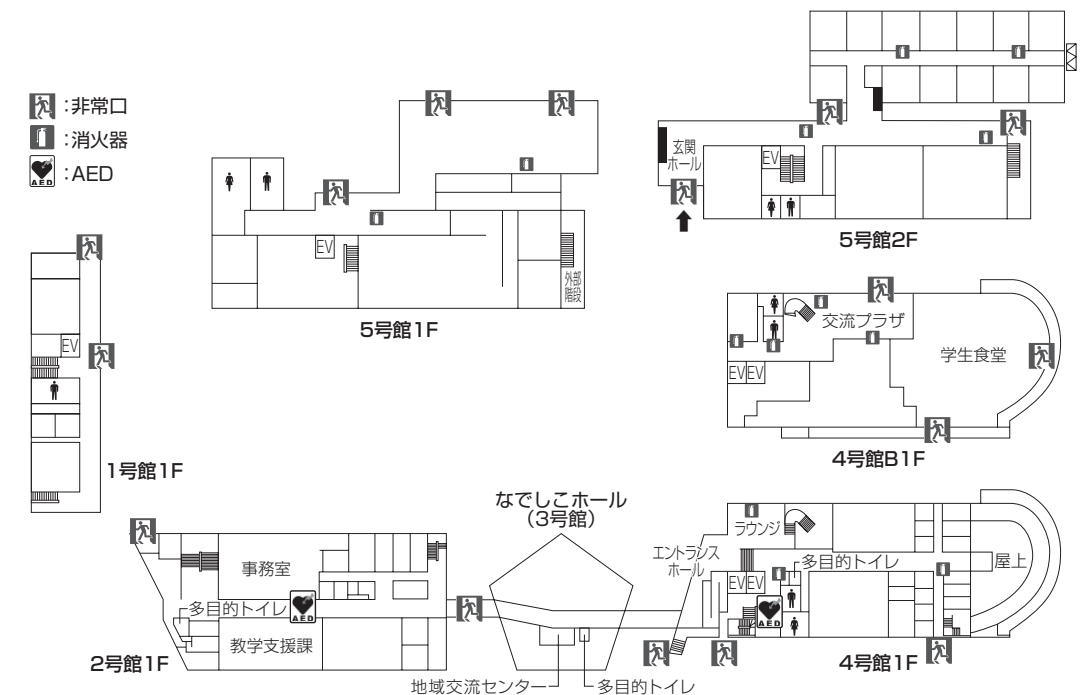 :非常口
:消火器
AED
:AED
5号館1F
EV
外部
階段
5号館2F
玄関
ホール
EV
1号館1F
EV
4号館B1F
交流プラザ
学生食堂
EVEV
2号館1F
事務室
多目的トイレ
AED
教学支援課
なでしこホール
(3号館)
地域交流センター
多目的トイレ
4号館1F
エントランス
ホール
ラウンジ
EVEV
多目的トイレ
AED
屋上